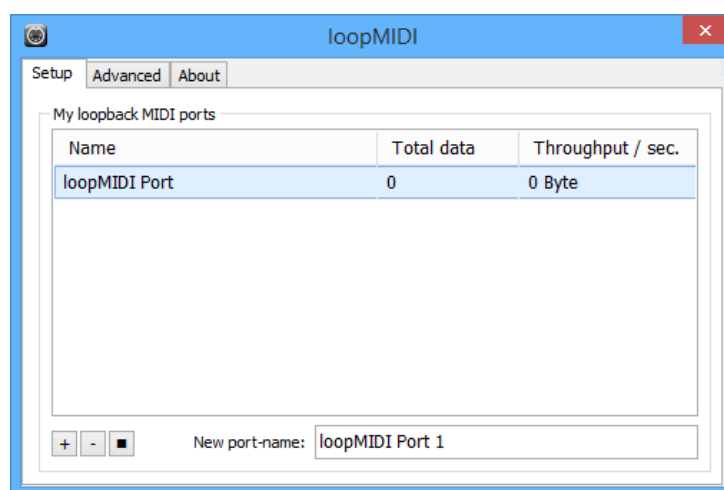 loopMIDI
Setup Advanced About
My loopback MIDI ports
Name Total data Throughput / sec.
loopMIDI Port 0 0 Byte
+ - New port-name: loopMIDI Port 1